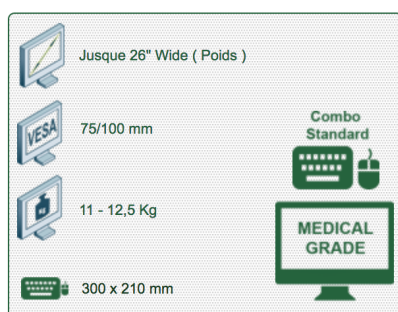 Jusque 26" Wide ( Poids )
VESA
75/100 mm
Combo
Standard
KG
11 - 12,5 Kg
MEDICAL
GRADE
300 x 210 mm